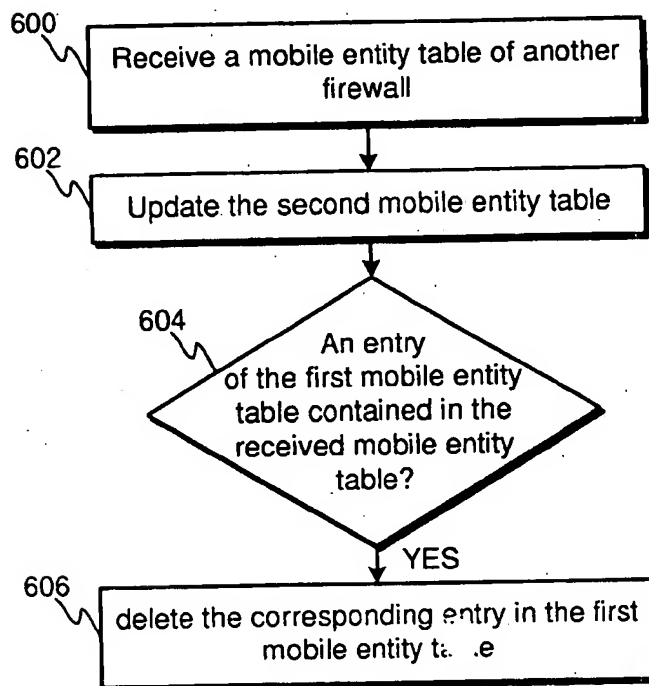 600
Receive a mobile entity table of another
firewall
602
Update the second mobile entity table
604
An entry
of the first mobile entity
table contained in the
received mobile entity
table?
YES
606
delete the corresponding entry in the first
mobile entity